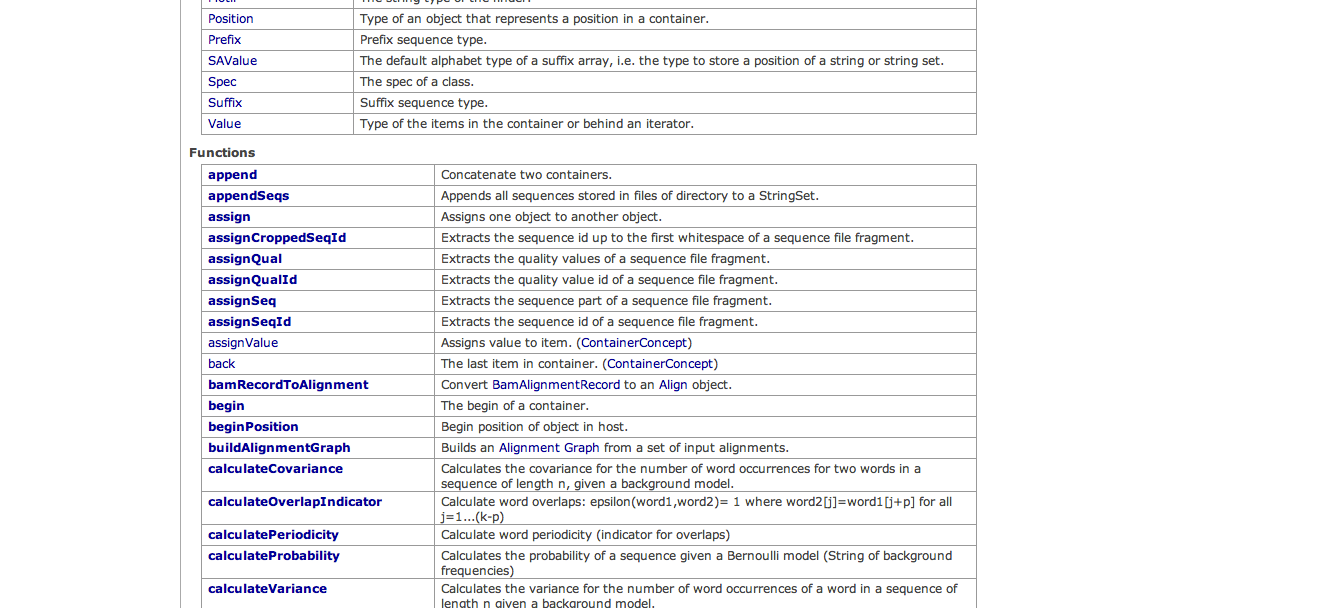 Motif The string type of the finder.
Position Type of an object that represents a position in a container.
Prefix Prefix sequence type.
SAValue The default alphabet type of a suffix array, i.e. the type to store a position of a string or string set.
Spec The spec of a class.
Suffix Suffix sequence type.
Value Type of the items in the container or behind an iterator.
Functions
append Concatenate two containers.
appendSeqs Appends all sequences stored in files of directory to a StringSet.
assign Assigns one object to another object.
assignCroppedSeqId Extracts the sequence id up to the first whitespace of a sequence file fragment.
assignQual Extracts the quality values of a sequence file fragment.
assignQualId Extracts the quality value id of a sequence file fragment.
assignSeq Extracts the sequence part of a sequence file fragment.
assignSeqId Extracts the sequence id of a sequence file fragment.
assignValue Assigns value to item. (ContainerConcept)
back The last item in container. (ContainerConcept)
bamRecordToAlignment Convert BamAlignmentRecord to an Align object.
begin The begin of a container.
beginPosition Begin position of object in host.
buildAlignmentGraph Builds an Alignment Graph from a set of input alignments.
calculateCovariance Calculates the covariance for the number of word occurrences for two words in a
sequence of length n, given a background model.
calculateOverlapIndicator Calculate word overlaps: epsilon(word1,word2)= 1 where word2[j]=word1[j+p] for all
j=1...(k-p)
calculatePeriodicity Calculate word periodicity (indicator for overlaps)
calculateProbability Calculates the probability of a sequence given a Bernoulli model (String of background
frequencies)
calculateVariance Calculates the variance for the number of word occurrences of a word in a sequence of
length n given a background model.